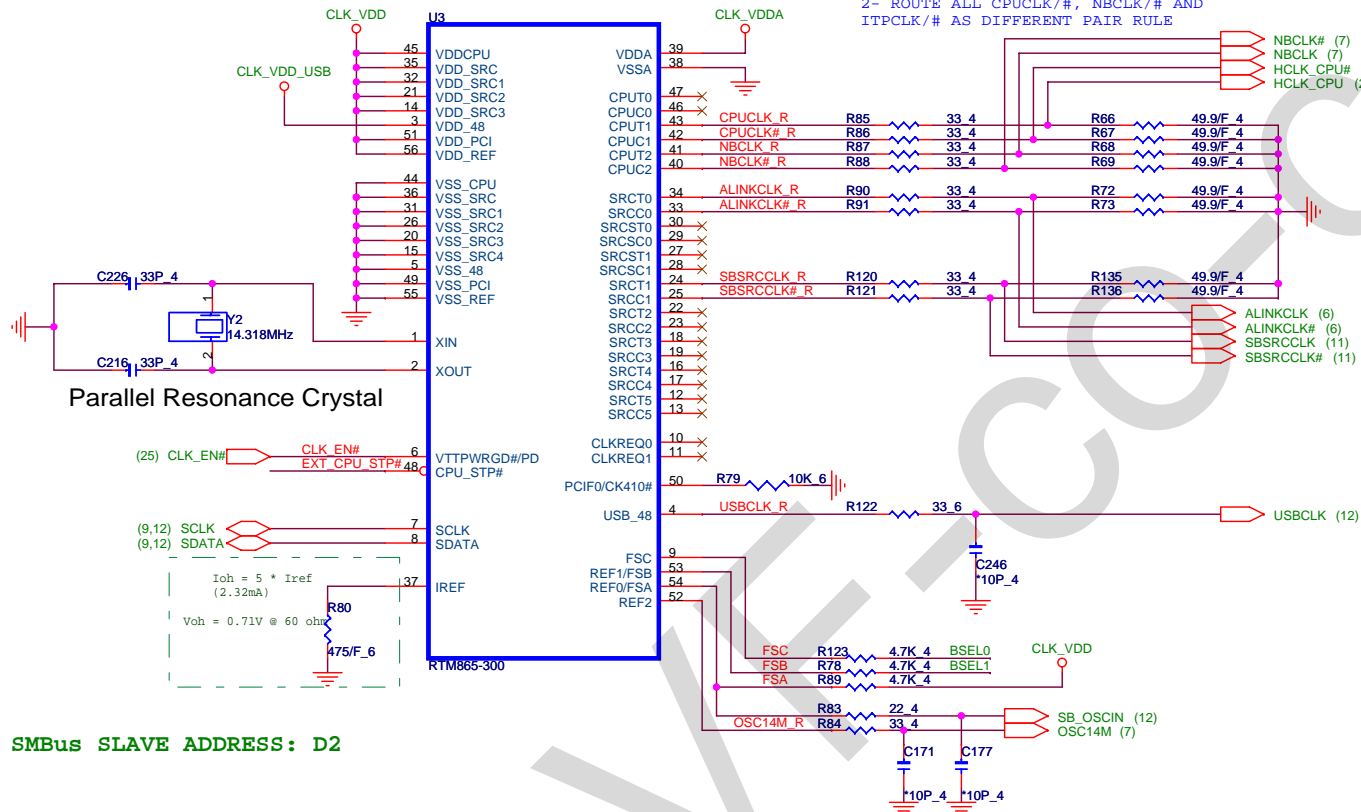 2- ROUTE ALL CPUCLK/#, NBCLK/# AND
ITPCLK/# AS DIFFERENT PAIR RULE
CLK_VDD
U3
CLK_VDDA
CLK_VDD_USB
45 VDDCPU
35 VDD_SRC
32 VDD_SRC1
21 VDD_SRC2
14 VDD_SRC3
3 VDD_48
51 VDD_PCI
56 VDD_REF
44 VSS_CPU
36 VSS_SRC
31 VSS_SRC1
26 VSS_SRC2
20 VSS_SRC3
15 VSS_SRC4
5 VSS_48
49 VSS_PCI
55 VSS_REF
1 XIN
2 XOUT
6 VTTPWRGD#/PD
48 CPU_STP#
7 SCLK
8 SDATA
37 IREF
VDDA 39
VSSA 38
CPUT0 47
CPUC0 46
CPUT1 43 CPUCLK_R R85 33_4 R66 49.9/F_4
CPUC1 42 CPUCLK#_R R86 33_4 R67 49.9/F_4
CPUT2 41 NBCLK_R R87 33_4 R68 49.9/F_4
CPUC2 40 NBCLK#_R R88 33_4 R69 49.9/F_4
SRCT0 34 ALINKCLK_R R90 33_4 R72 49.9/F_4
SRCC0 33 ALINKCLK#_R R91 33_4 R73 49.9/F_4
SRCST0 30
SRCSC0 29
SRCST1 27
SRCSC1 28
SRCT1 24 SBSRCCLK_R R120 33_4 R135 49.9/F_4
SRCC1 25 SBSRCCLK#_R R121 33_4 R136 49.9/F_4
SRCT2 22
SRCC2 23
SRCT3 18
SRCC3 19
SRCT4 16
SRCC4 17
SRCT5 12
SRCC5 13
CLKREQ0 10
CLKREQ1 11
PCIF0/CK410# 50 R79 10K_6
USB_48 4 USBCLK_R R122 33_6 USBCLK (12)
FSC 9
REF1/FSB 53
REF0/FSA 54
REF2 52
RTM865-300
NBCLK# (7)
NBCLK (7)
HCLK_CPU#
HCLK_CPU
ALINKCLK (6)
ALINKCLK# (6)
SBSRCCLK (11)
SBSRCCLK# (11)
C246
*10P_4
C226 33P_4
1
Y2
14.318MHz
2
C216 33P_4
Parallel Resonance Crystal
(25) CLK_EN# CLK_EN#
EXT_CPU_STP#
(9,12) SCLK
(9,12) SDATA
Ioh = 5 * Iref
(2.32mA)
Voh = 0.71V @ 60 ohm
R80
475/F_6
FSC R123 4.7K_4 BSEL0
FSB R78 4.7K_4 BSEL1
FSA R89 4.7K_4
CLK_VDD
R83 22_4 SB_OSCIN (12)
OSC14M_R R84 33_4 OSC14M (7)
C171 C177
*10P_4 *10P_4
SMBus SLAVE ADDRESS: D2